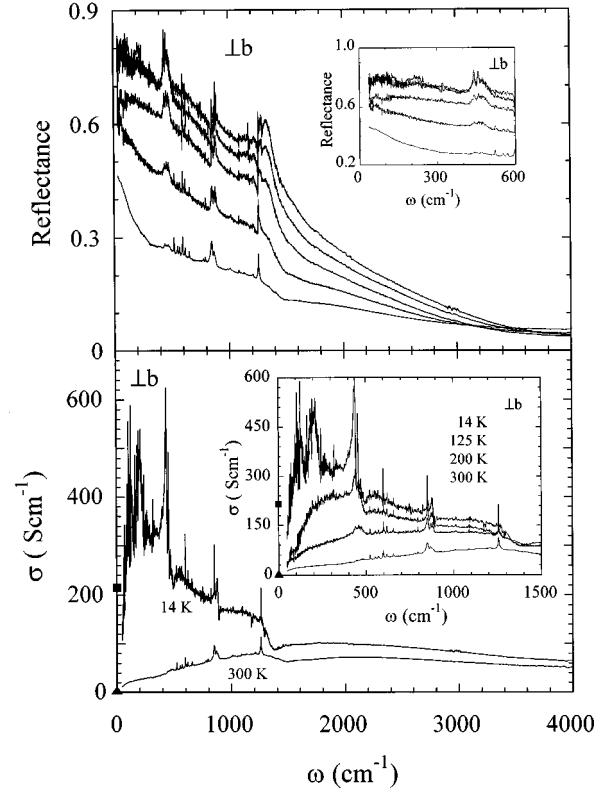 0.9
⊥b
1.0
⊥b
Reflectance
0.6
0.2
0
300
600
ω (cm⁻¹)
0.6
Reflectance
0.3
0
⊥b
600
⊥b
600
450
14 K
125 K
200 K
300 K
σ ( Scm⁻¹)
300
150
0
0
500
1000
1500
ω (cm⁻¹)
σ ( Scm⁻¹)
400
200
14 K
300 K
0
0
1000
2000
3000
4000
ω (cm⁻¹)